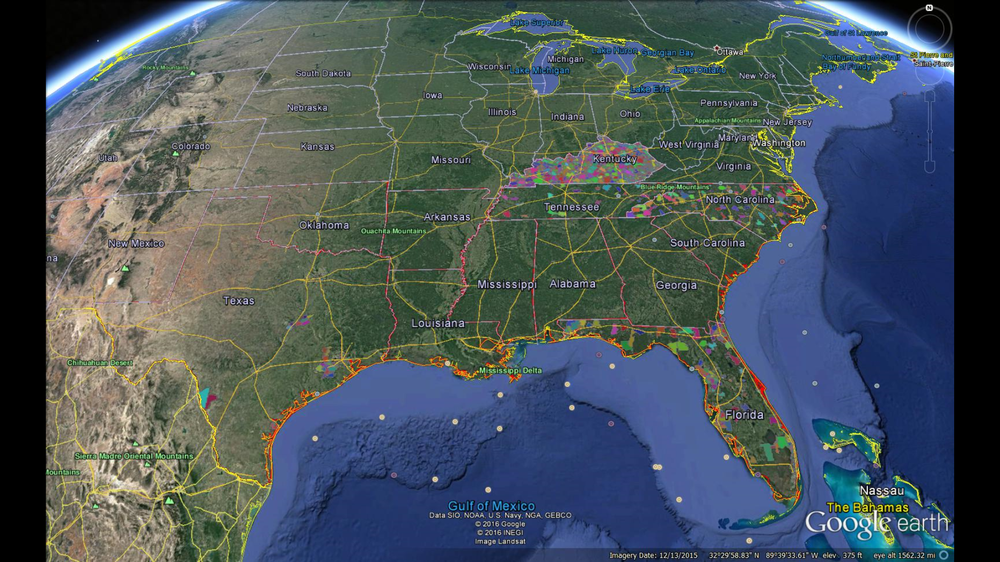 N
Lake Superior
Gulf of St Lawrence
Ottawa
Michigan
Lake Huron
Georgian Bay
Northumberland Strait
St Pierre and
Saint-Pierre
Rocky Mountains
South Dakota
Wisconsin
Lake Michigan
Lake Ontario
Bay of Fundy
New York
Iowa
Lake Erie
Nebraska
Illinois
Indiana
Ohio
Pennsylvania
Appalachian Mountains
New Jersey
Utah
Colorado
Kansas
Missouri
Kentucky
West Virginia
Maryland
Washington
Virginia
Blue Ridge Mountains
Tennessee
North Carolina
Arkansas
Oklahoma
Ouachita Mountains
New Mexico
South Carolina
na
Mississippi
Alabama
Georgia
Texas
Louisiana
Chihuahuan Desert
Mississippi Delta
Florida
Sierra Madre Oriental Mountains
Mountains
Nassau
The Bahamas
Gulf of Mexico
Data SIO, NOAA, U.S. Navy, NGA, GEBCO
© 2016 Google
© 2016 INEGI
Image Landsat
Google earth
Imagery Date: 12/13/2015 32°29'58.83" N 89°39'33.61" W elev 375 ft eye alt 1562.32 mi